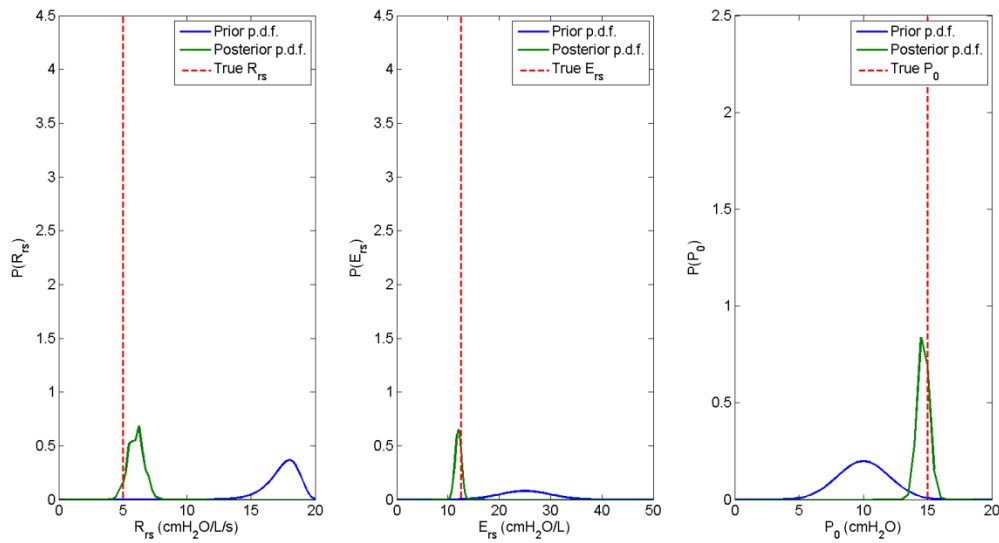 4.5
4
3.5
3
2.5
2
1.5
1
0.5
0
0 5 10 15 20
P(R_rs)
R_rs (cmH_2O/L/s)
Prior p.d.f.
Posterior p.d.f.
True R_rs
4.5
4
3.5
3
2.5
2
1.5
1
0.5
0
0 10 20 30 40 50
P(E_rs)
E_rs (cmH_2O/L)
Prior p.d.f.
Posterior p.d.f.
True E_rs
2.5
2
1.5
1
0.5
0
0 5 10 15 20
P(P_0)
P_0 (cmH_2O)
Prior p.d.f.
Posterior p.d.f.
True P_0